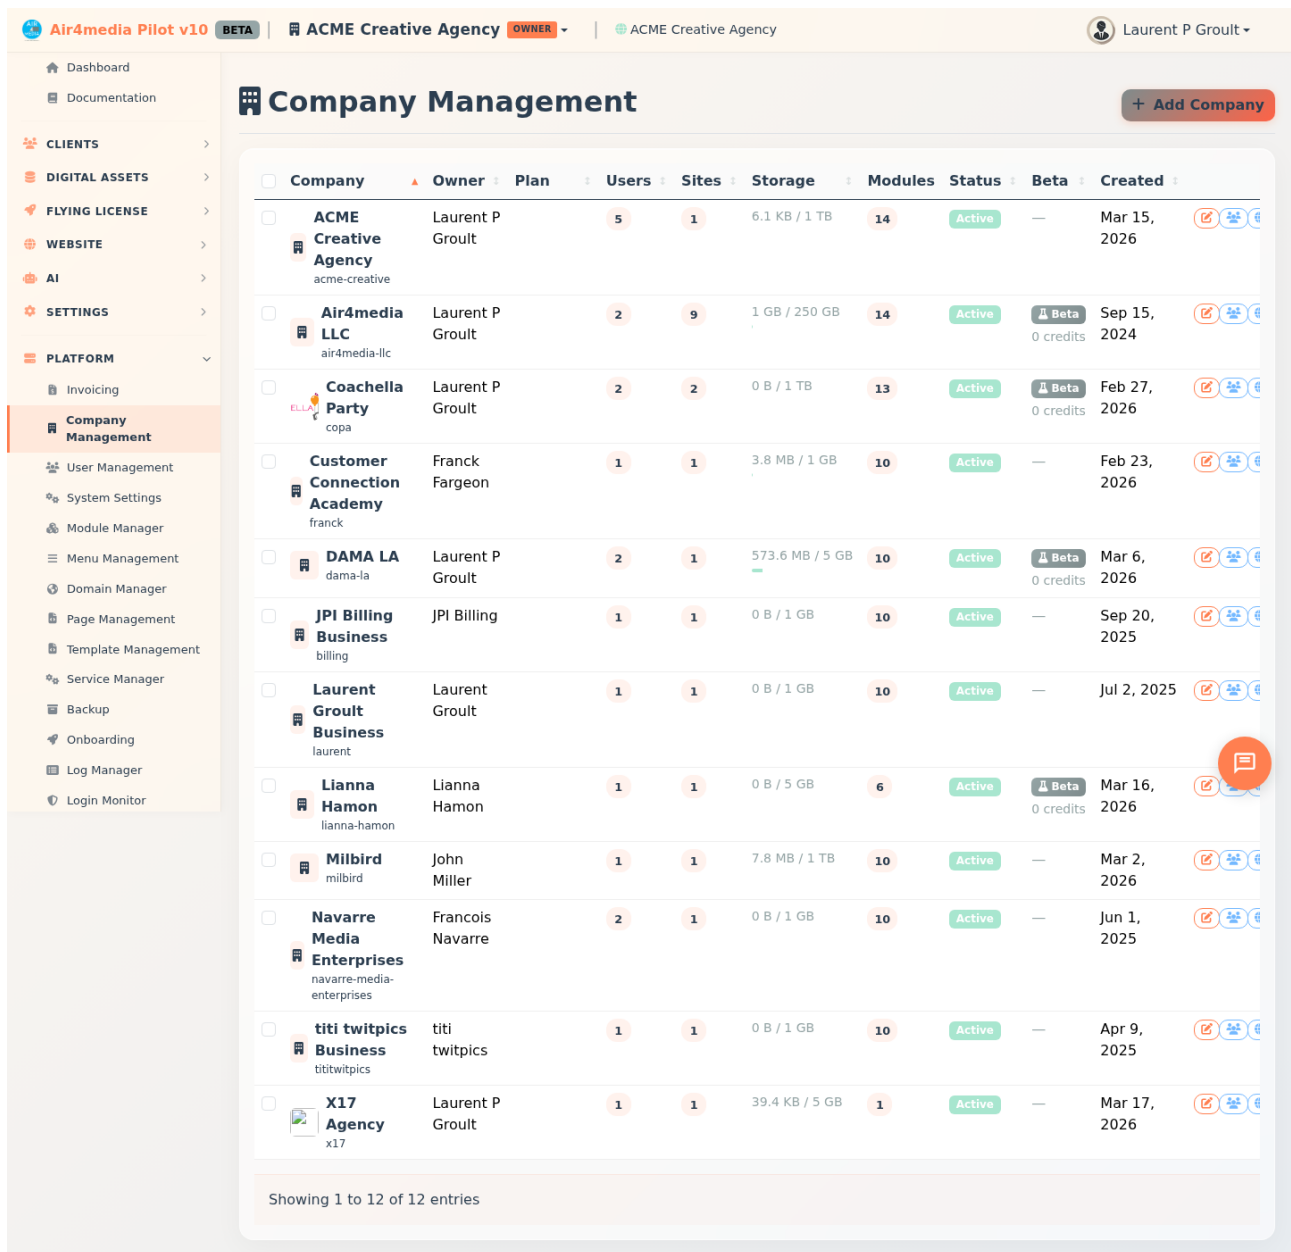 Air4media Pilot v10 BETA ACME Creative Agency OWNER ACME Creative Agency Laurent P Groult
Dashboard
Documentation
CLIENTS
DIGITAL ASSETS
FLYING LICENSE
WEBSITE
AI
SETTINGS
PLATFORM
Invoicing
Company
Management
User Management
System Settings
Module Manager
Menu Management
Domain Manager
Page Management
Template Management
Service Manager
Backup
Onboarding
Log Manager
Login Monitor
Company Management
Add Company
Company Owner Plan Users Sites Storage Modules Status Beta Created
ACME Laurent P 5 1 6.1 KB / 1 TB 14 Active — Mar 15,
Creative Groult 2026
Agency
acme-creative
Air4media Laurent P 2 9 1 GB / 250 GB 14 Active Beta Sep 15,
LLC Groult 0 credits 2024
air4media-llc
Coachella Laurent P 2 2 0 B / 1 TB 13 Active Beta Feb 27,
ELLA Party Groult 0 credits 2026
copa
Customer Franck 1 1 3.8 MB / 1 GB 10 Active — Feb 23,
Connection Fargeon 2026
Academy
franck
DAMA LA Laurent P 2 1 573.6 MB / 5 GB 10 Active Beta Mar 6,
dama-la Groult 0 credits 2026
JPI Billing JPI Billing 1 1 0 B / 1 GB 10 Active — Sep 20,
Business 2025
billing
Laurent Laurent 1 1 0 B / 1 GB 10 Active — Jul 2, 2025
Groult Groult
Business
laurent
Lianna Lianna 1 1 0 B / 5 GB 6 Active Beta Mar 16,
Hamon Hamon 0 credits 2026
lianna-hamon
Milbird John 1 1 7.8 MB / 1 TB 10 Active — Mar 2,
milbird Miller 2026
Navarre Francois 2 1 0 B / 1 GB 10 Active — Jun 1,
Media Navarre 2025
Enterprises
navarre-media-
enterprises
titi twitpics titi 1 1 0 B / 1 GB 10 Active — Apr 9,
Business twitpics 2025
tititwitpics
X17 Laurent P 1 1 39.4 KB / 5 GB 1 Active — Mar 17,
Agency Groult 2026
x17
Showing 1 to 12 of 12 entries